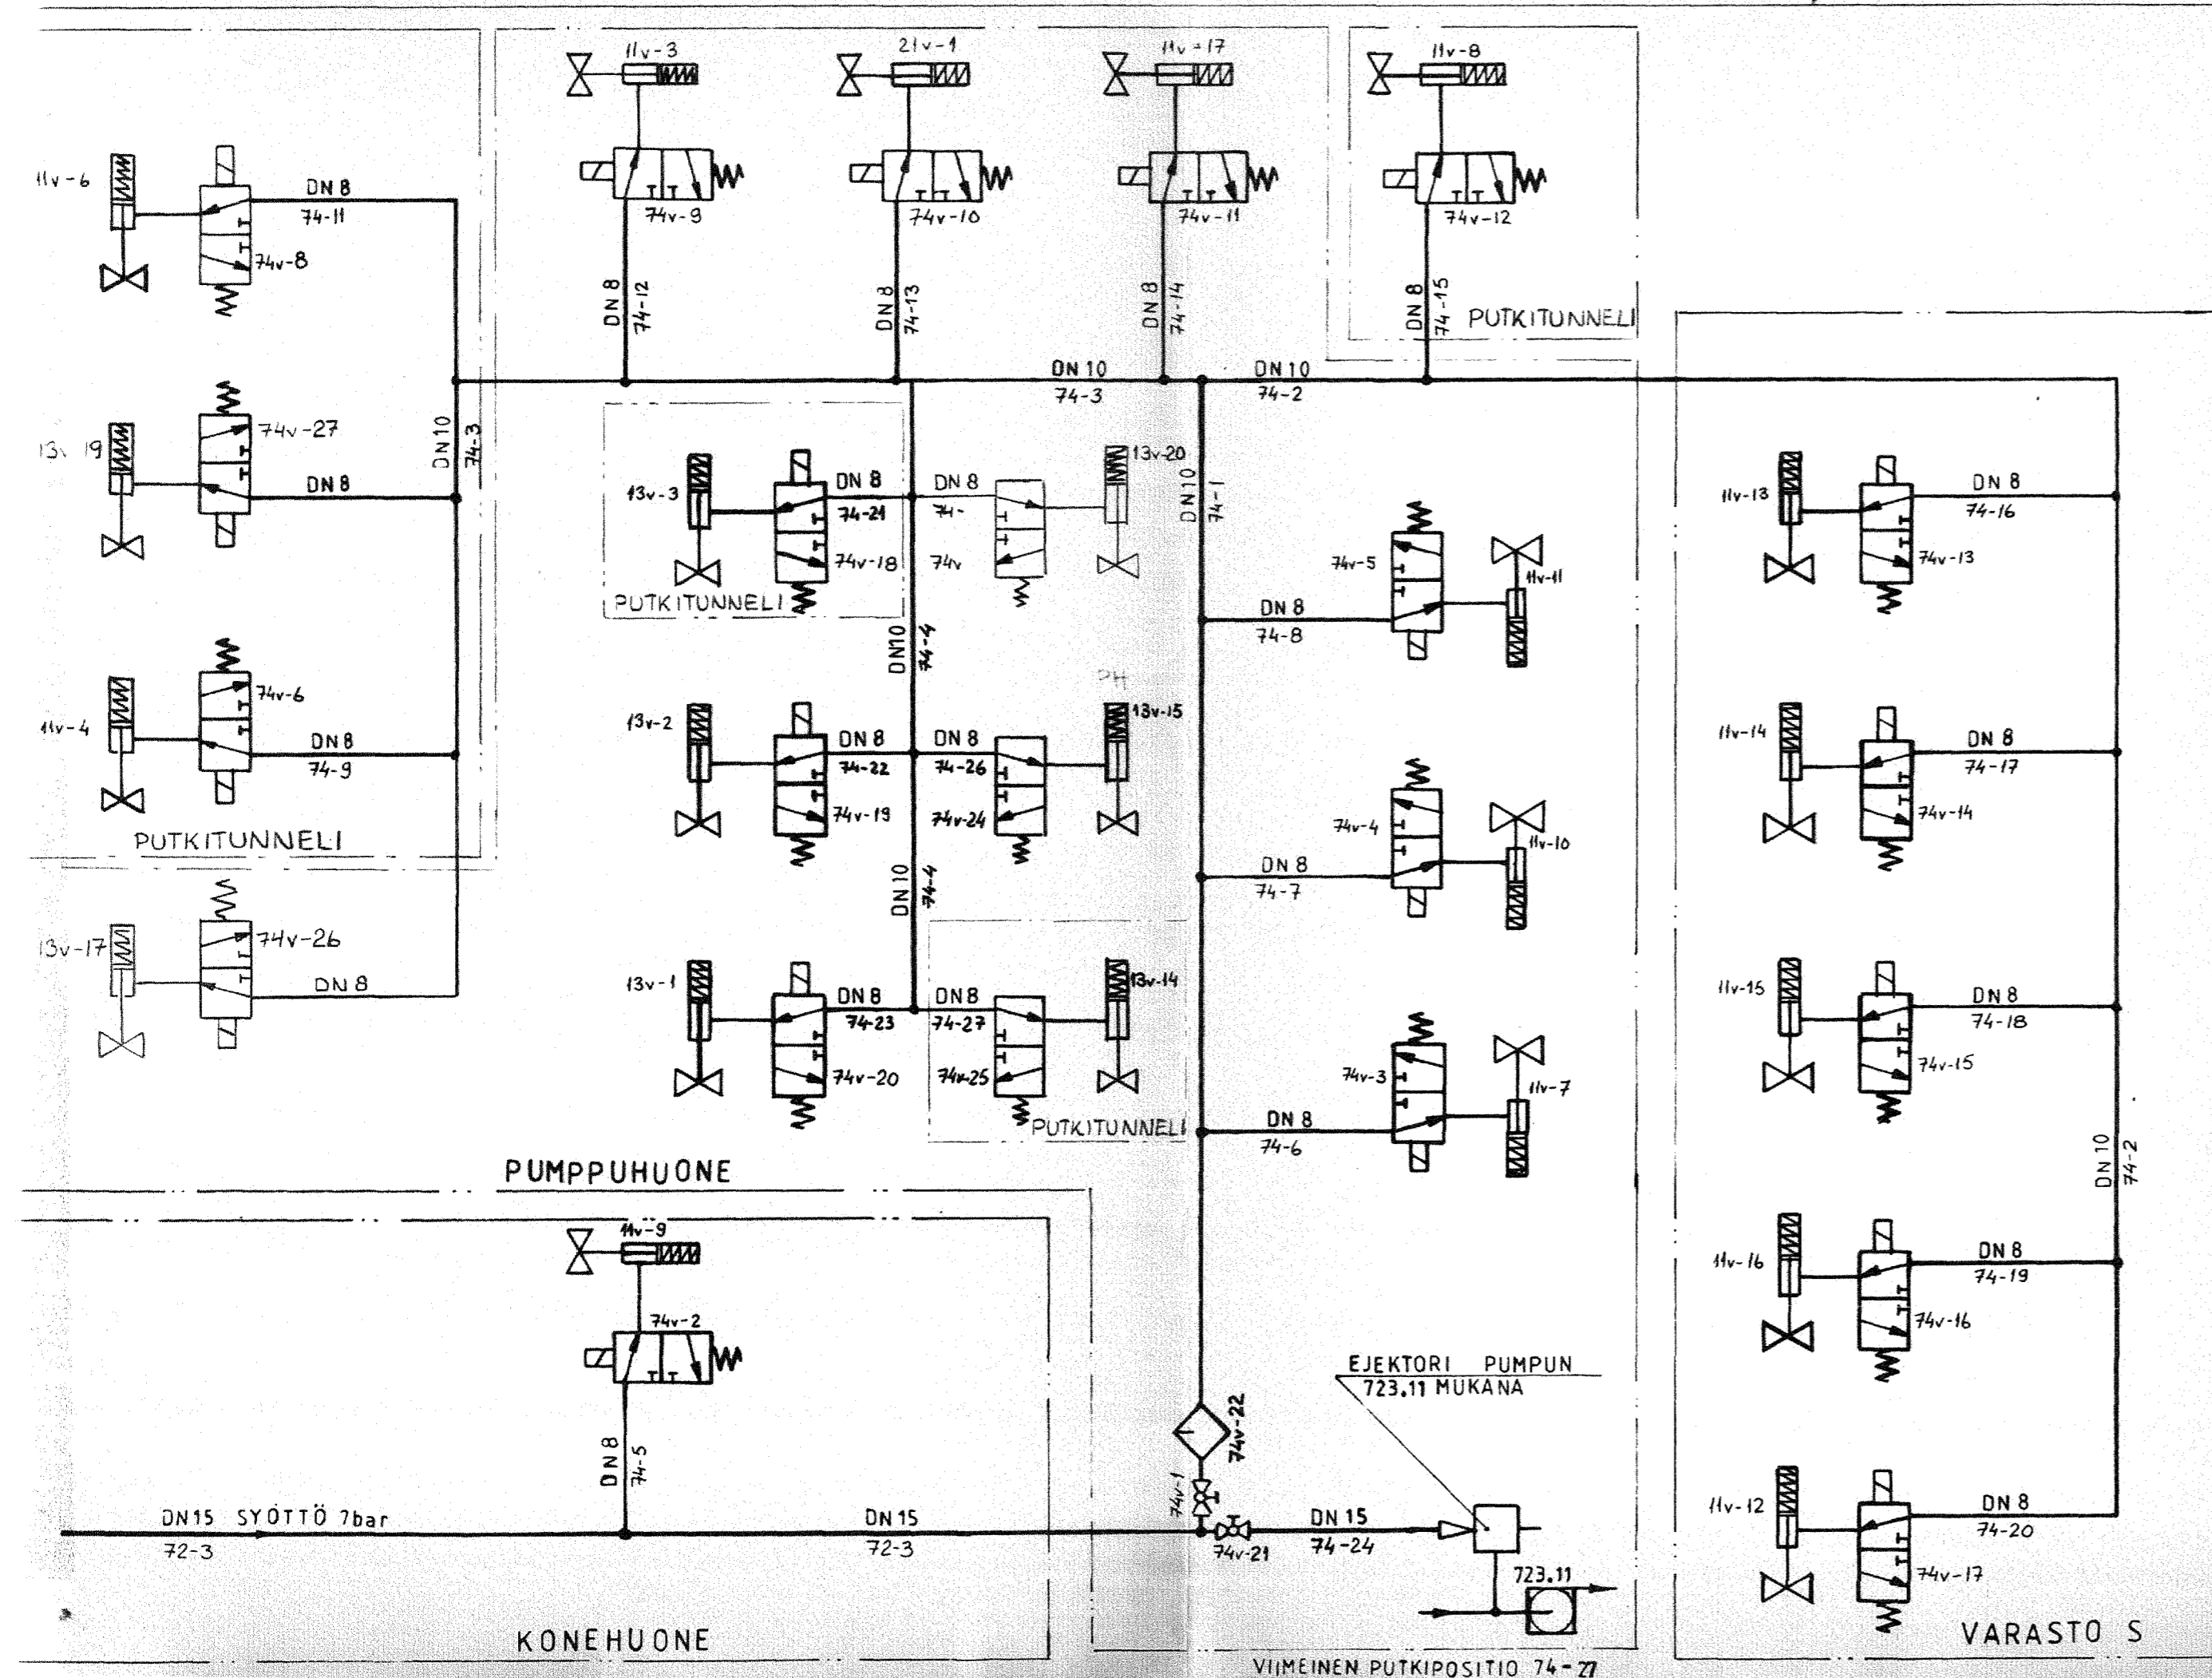 11v-3
21v-1
11v-17
11v-8
11v-6
DN 8
74-11
74v-8
74v-9
74v-10
74v-11
74v-12
DN 8
74-12
DN 8
74-13
DN 8
74-14
DN 8
74-15
PUTKITUNNELI
DN 10
74-3
DN 10
74-2
13v-19
74v-27
DN 8
DN 10
74-3
13v-3
DN 8
74-21
74v-18
PUTKITUNNELI
DN 8
74-
74v
13v-20
DN 10
74-1
74v-5
11v-11
DN 8
74-8
11v-13
DN 8
74-16
74v-13
DN10
74-4
11v-4
74v-6
DN 8
74-9
PUTKITUNNELI
13v-2
DN 8
74-22
74v-19
DN 8
74-26
74v-24
PH
13v-15
74v-4
11v-10
DN 8
74-7
11v-14
DN 8
74-17
74v-14
DN 10
74-4
13v-17
74v-26
DN 8
13v-1
DN 8
74-23
74v-20
DN 8
74-27
74v-25
13v-14
PUTKITUNNELI
74v-3
11v-7
DN 8
74-6
11v-15
DN 8
74-18
74v-15
DN 10
74-2
PUMPPUHUONE
11v-9
74v-2
DN 8
74-5
11v-16
DN 8
74-19
74v-16
EJEKTORI PUMPUN
723.11 MUKANA
74v-22
74v-1
DN15 SYÖTTÖ 7bar
72-3
DN 15
72-3
74v-21
DN 15
74-24
723.11
11v-12
DN 8
74-20
74v-17
KONEHUONE
VARASTO S
VIIMEINEN PUTKIPOSITIO 74-27